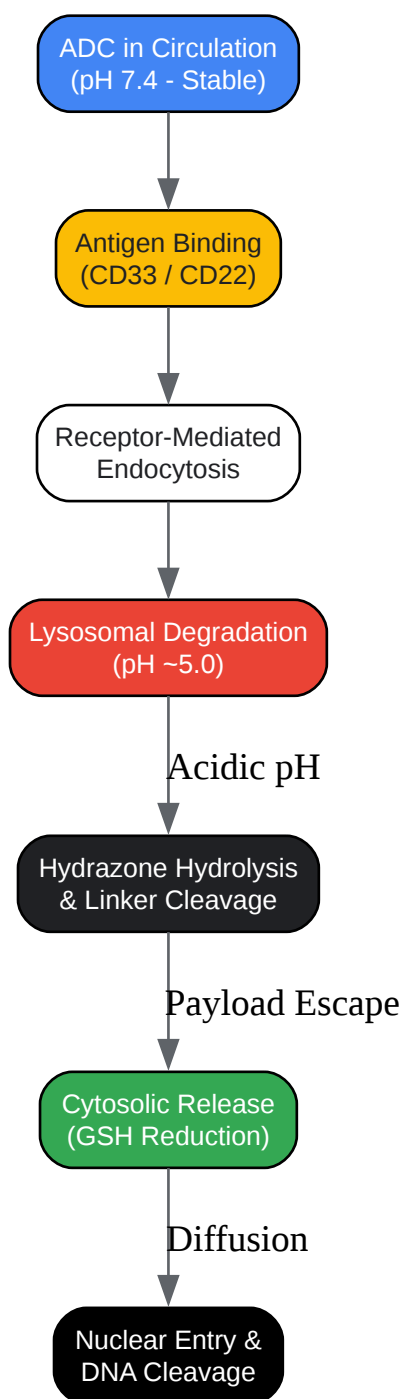 ADC in Circulation
(pH 7.4 - Stable)
Antigen Binding
(CD33 / CD22)
Receptor-Mediated
Endocytosis
Lysosomal Degradation
(pH ~5.0)
Acidic pH
Hydrazone Hydrolysis
& Linker Cleavage
Payload Escape
Cytosolic Release
(GSH Reduction)
Diffusion
Nuclear Entry &
DNA Cleavage